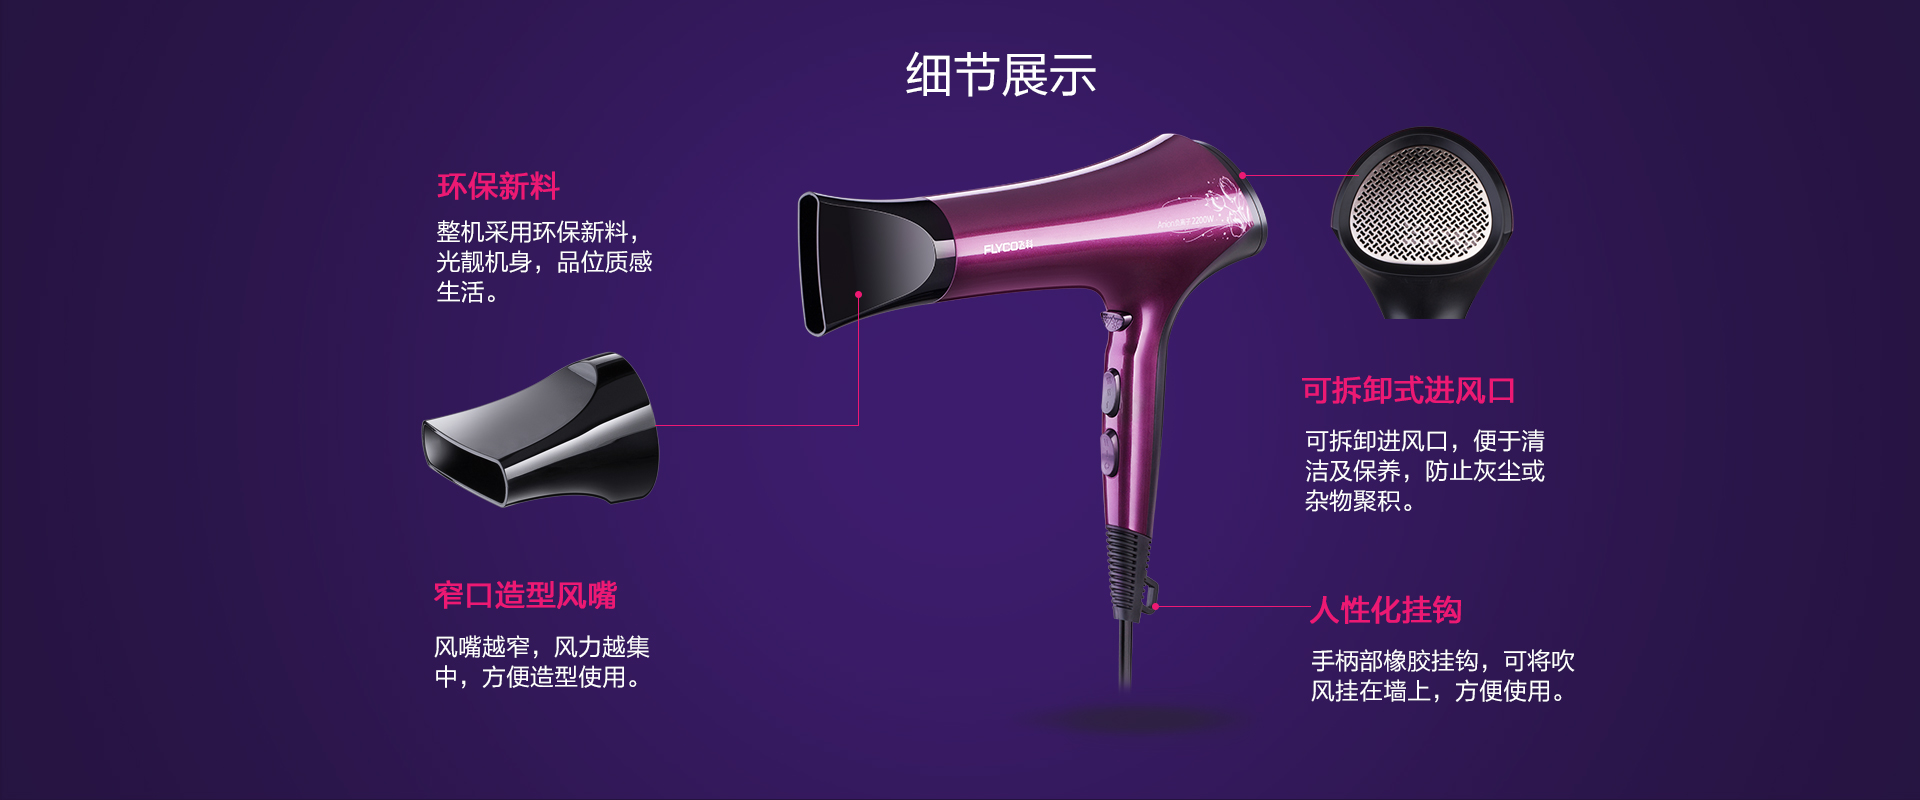 细节展示
环保新料
整机采用环保新料，
光靓机身，品位质感
生活。
FLYCO飞科
2200W
可拆卸式进风口
可拆卸进风口，便于清
洁及保养，防止灰尘或
杂物聚积。
窄口造型风嘴
风嘴越窄，风力越集
中，方便造型使用。
人性化挂钩
手柄部橡胶挂钩，可将吹
风挂在墙上，方便使用。